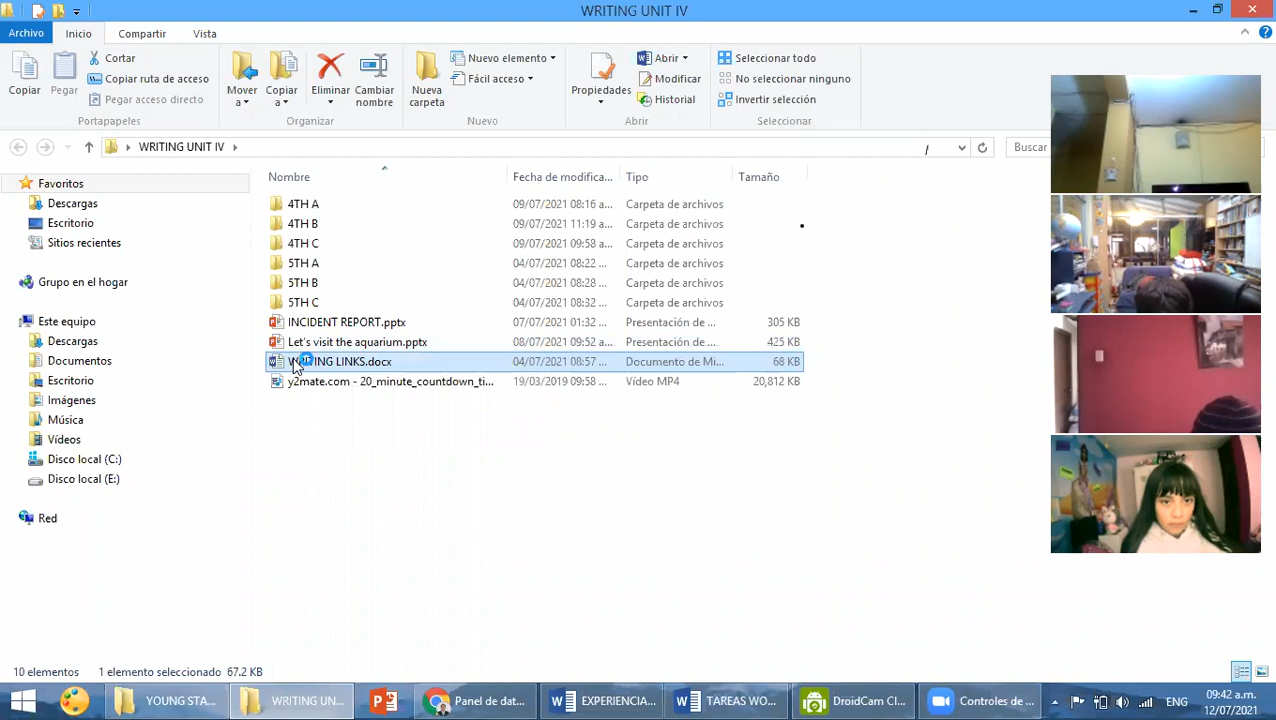 WRITING UNIT IV
Archivo Inicio Compartir Vista
Copiar
Pegar
Cortar
Copiar ruta de acceso
Pegar acceso directo
Portapapeles
Mover a
Copiar a
Eliminar
Cambiar nombre
Organizar
Nueva carpeta
Nuevo elemento
Fácil acceso
Nuevo
Propiedades
Abrir
Modificar
Historial
Abrir
Seleccionar todo
No seleccionar ninguno
Invertir selección
Seleccionar
WRITING UNIT IV
Buscar
Favoritos
Descargas
Escritorio
Sitios recientes
Grupo en el hogar
Este equipo
Descargas
Documentos
Escritorio
Imágenes
Música
Vídeos
Disco local (C:)
Disco local (E:)
Red
Nombre Fecha de modifica... Tipo Tamaño
4TH A 09/07/2021 08:16 a... Carpeta de archivos
4TH B 09/07/2021 11:19 a... Carpeta de archivos
4TH C 09/07/2021 09:58 a... Carpeta de archivos
5TH A 04/07/2021 08:22 ... Carpeta de archivos
5TH B 04/07/2021 08:28 ... Carpeta de archivos
5TH C 04/07/2021 08:32 ... Carpeta de archivos
INCIDENT REPORT.pptx 07/07/2021 01:32 ... Presentación de ... 305 KB
Let's visit the aquarium.pptx 08/07/2021 09:52 ... Presentación de ... 425 KB
LINKS.docx 04/07/2021 08:57 ... Documento de Mi... 68 KB
y2mate.com - 20_minute_countdown_ti... 19/03/2019 09:58 ... Vídeo MP4 20,812 KB
10 elementos 1 elemento seleccionado 67.2 KB
YOUNG STA... WRITING UN... Panel de dat... EXPERIENCIA... TAREAS WO... DroidCam Cl... Controles de ... ENG
09:42 a.m.
12/07/2021